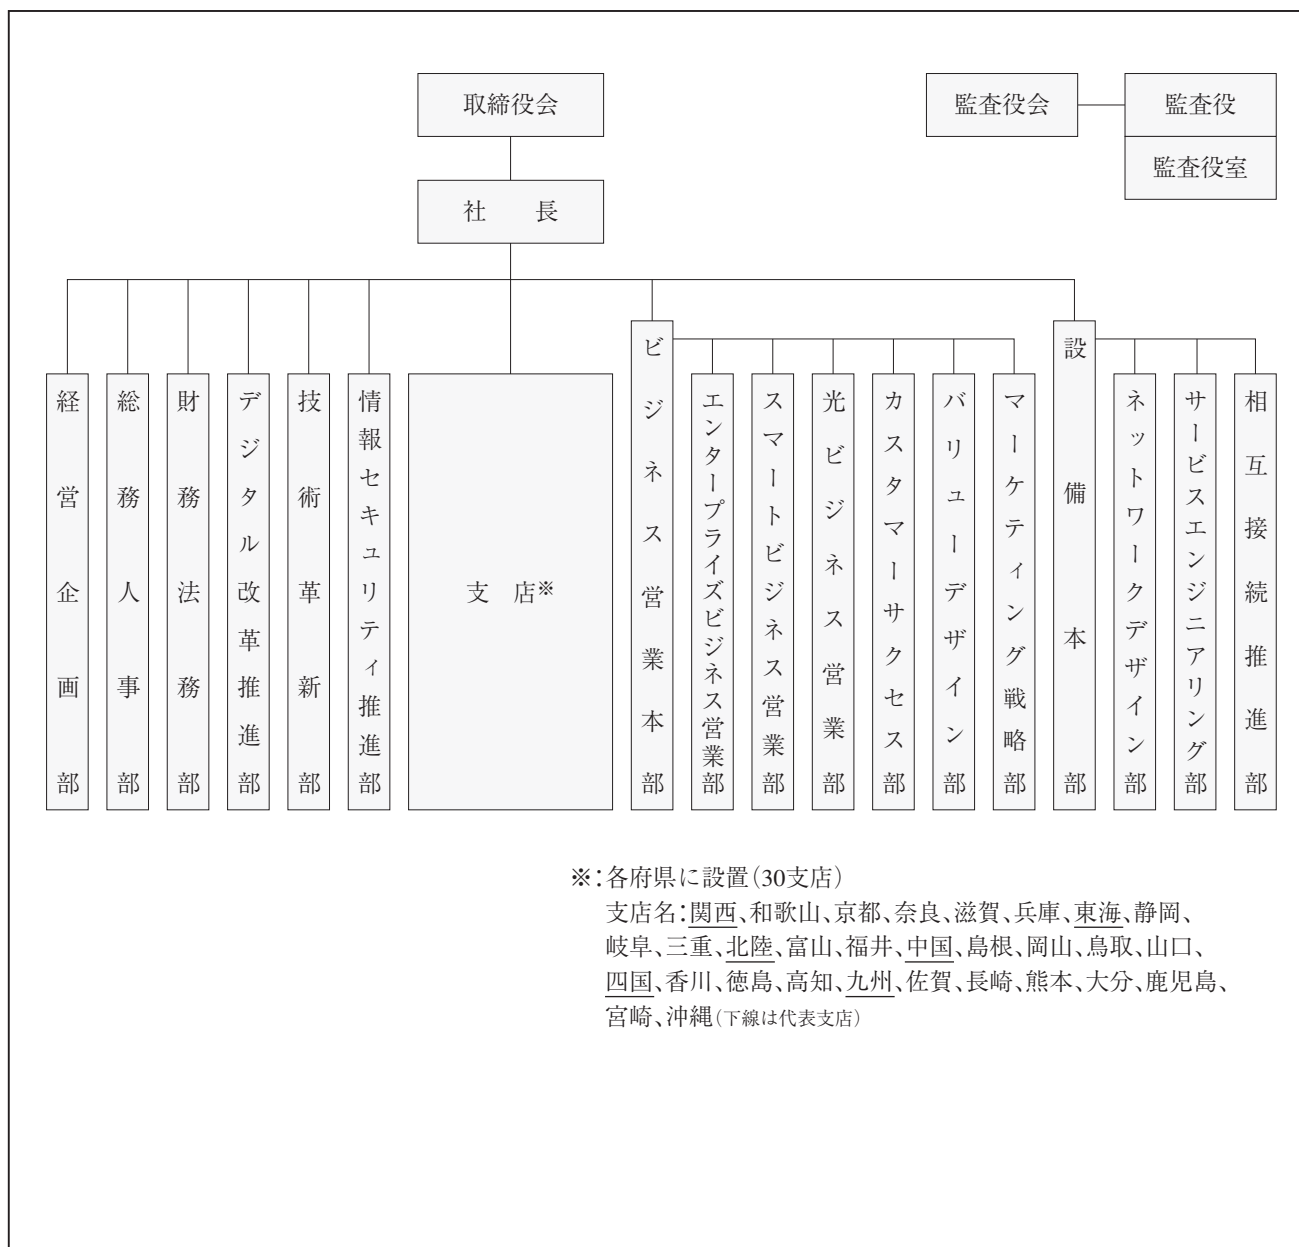 取締役会
監査役会
監査役
監査役室
社 長
経営企画部
総務人事部
財務法務部
デジタル改革推進部
技術革新部
情報セキュリティ推進部
支 店※
ビジネス営業本部
エンタープライズビジネス営業部
スマートビジネス営業部
光ビジネス営業部
カスタマーサクセス部
バリューデザイン部
マーケティング戦略部
設備本部
ネットワークデザイン部
サービスエンジニアリング部
相互接続推進部
※：各府県に設置（30支店）
支店名：関西、和歌山、京都、奈良、滋賀、兵庫、東海、静岡、
岐阜、三重、北陸、富山、福井、中国、島根、岡山、鳥取、山口、
四国、香川、徳島、高知、九州、佐賀、長崎、熊本、大分、鹿児島、
宮崎、沖縄（下線は代表支店）